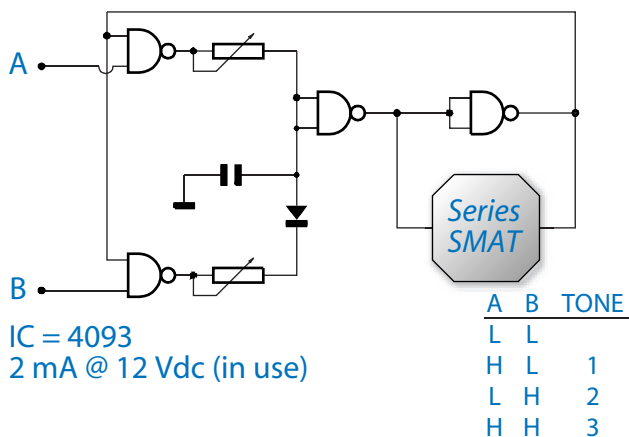 A
Series
SMAT
B
IC = 4093
2 mA @ 12 Vdc (in use)
A B TONE
L L
H L 1
L H 2
H H 3